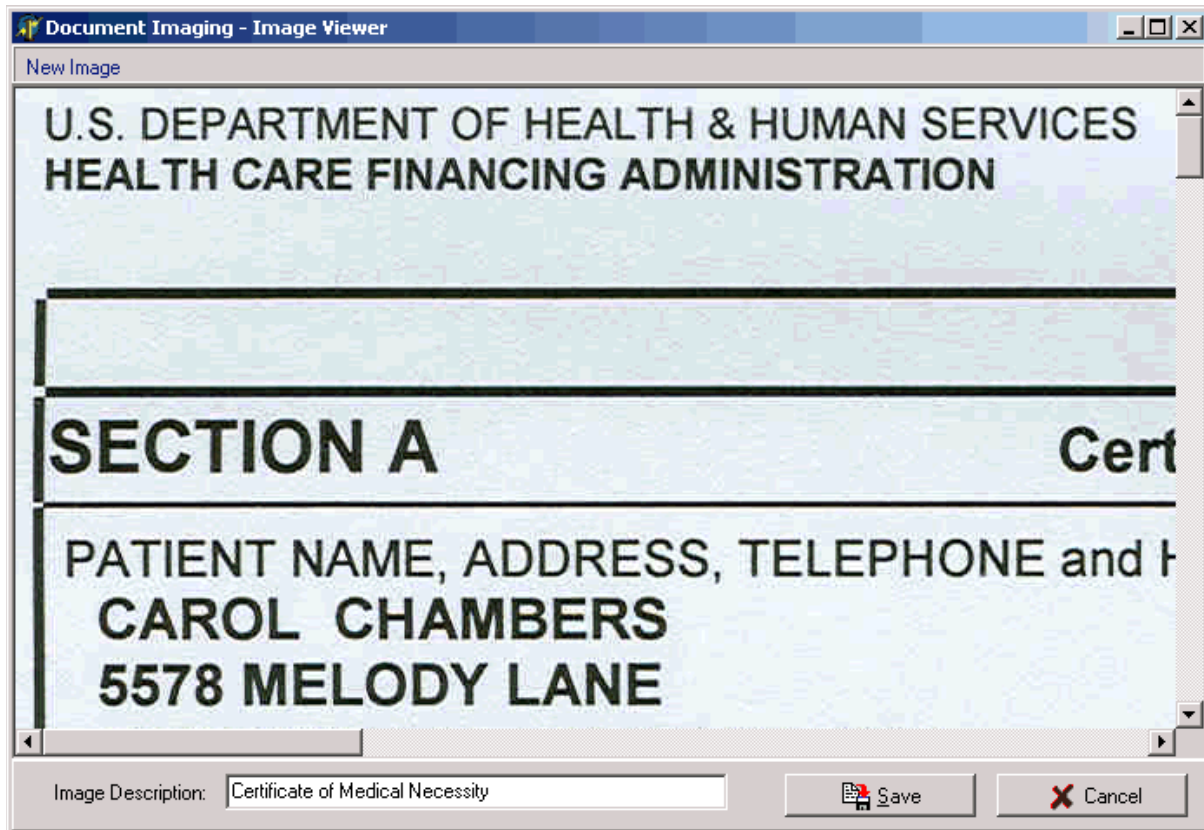 Document Imaging - Image Viewer
New Image
U.S. DEPARTMENT OF HEALTH & HUMAN SERVICES
HEALTH CARE FINANCING ADMINISTRATION
SECTION A Cert
PATIENT NAME, ADDRESS, TELEPHONE and H
CAROL CHAMBERS
5578 MELODY LANE
Image Description: Certificate of Medical Necessity Save Cancel